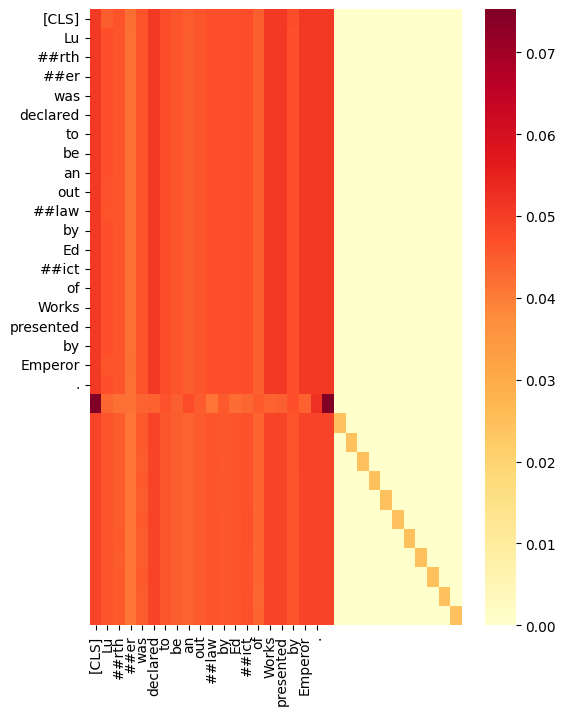 [CLS]
Lu
##rth
##er
was
declared
to
be
an
out
##law
by
Ed
##ict
of
Works
presented
by
Emperor
.
[CLS]
Lu
##rth
##er
was
declared
to
be
an
out
##law
by
Ed
##ict
of
Works
presented
by
Emperor
.
0.07
0.06
0.05
0.04
0.03
0.02
0.01
0.00